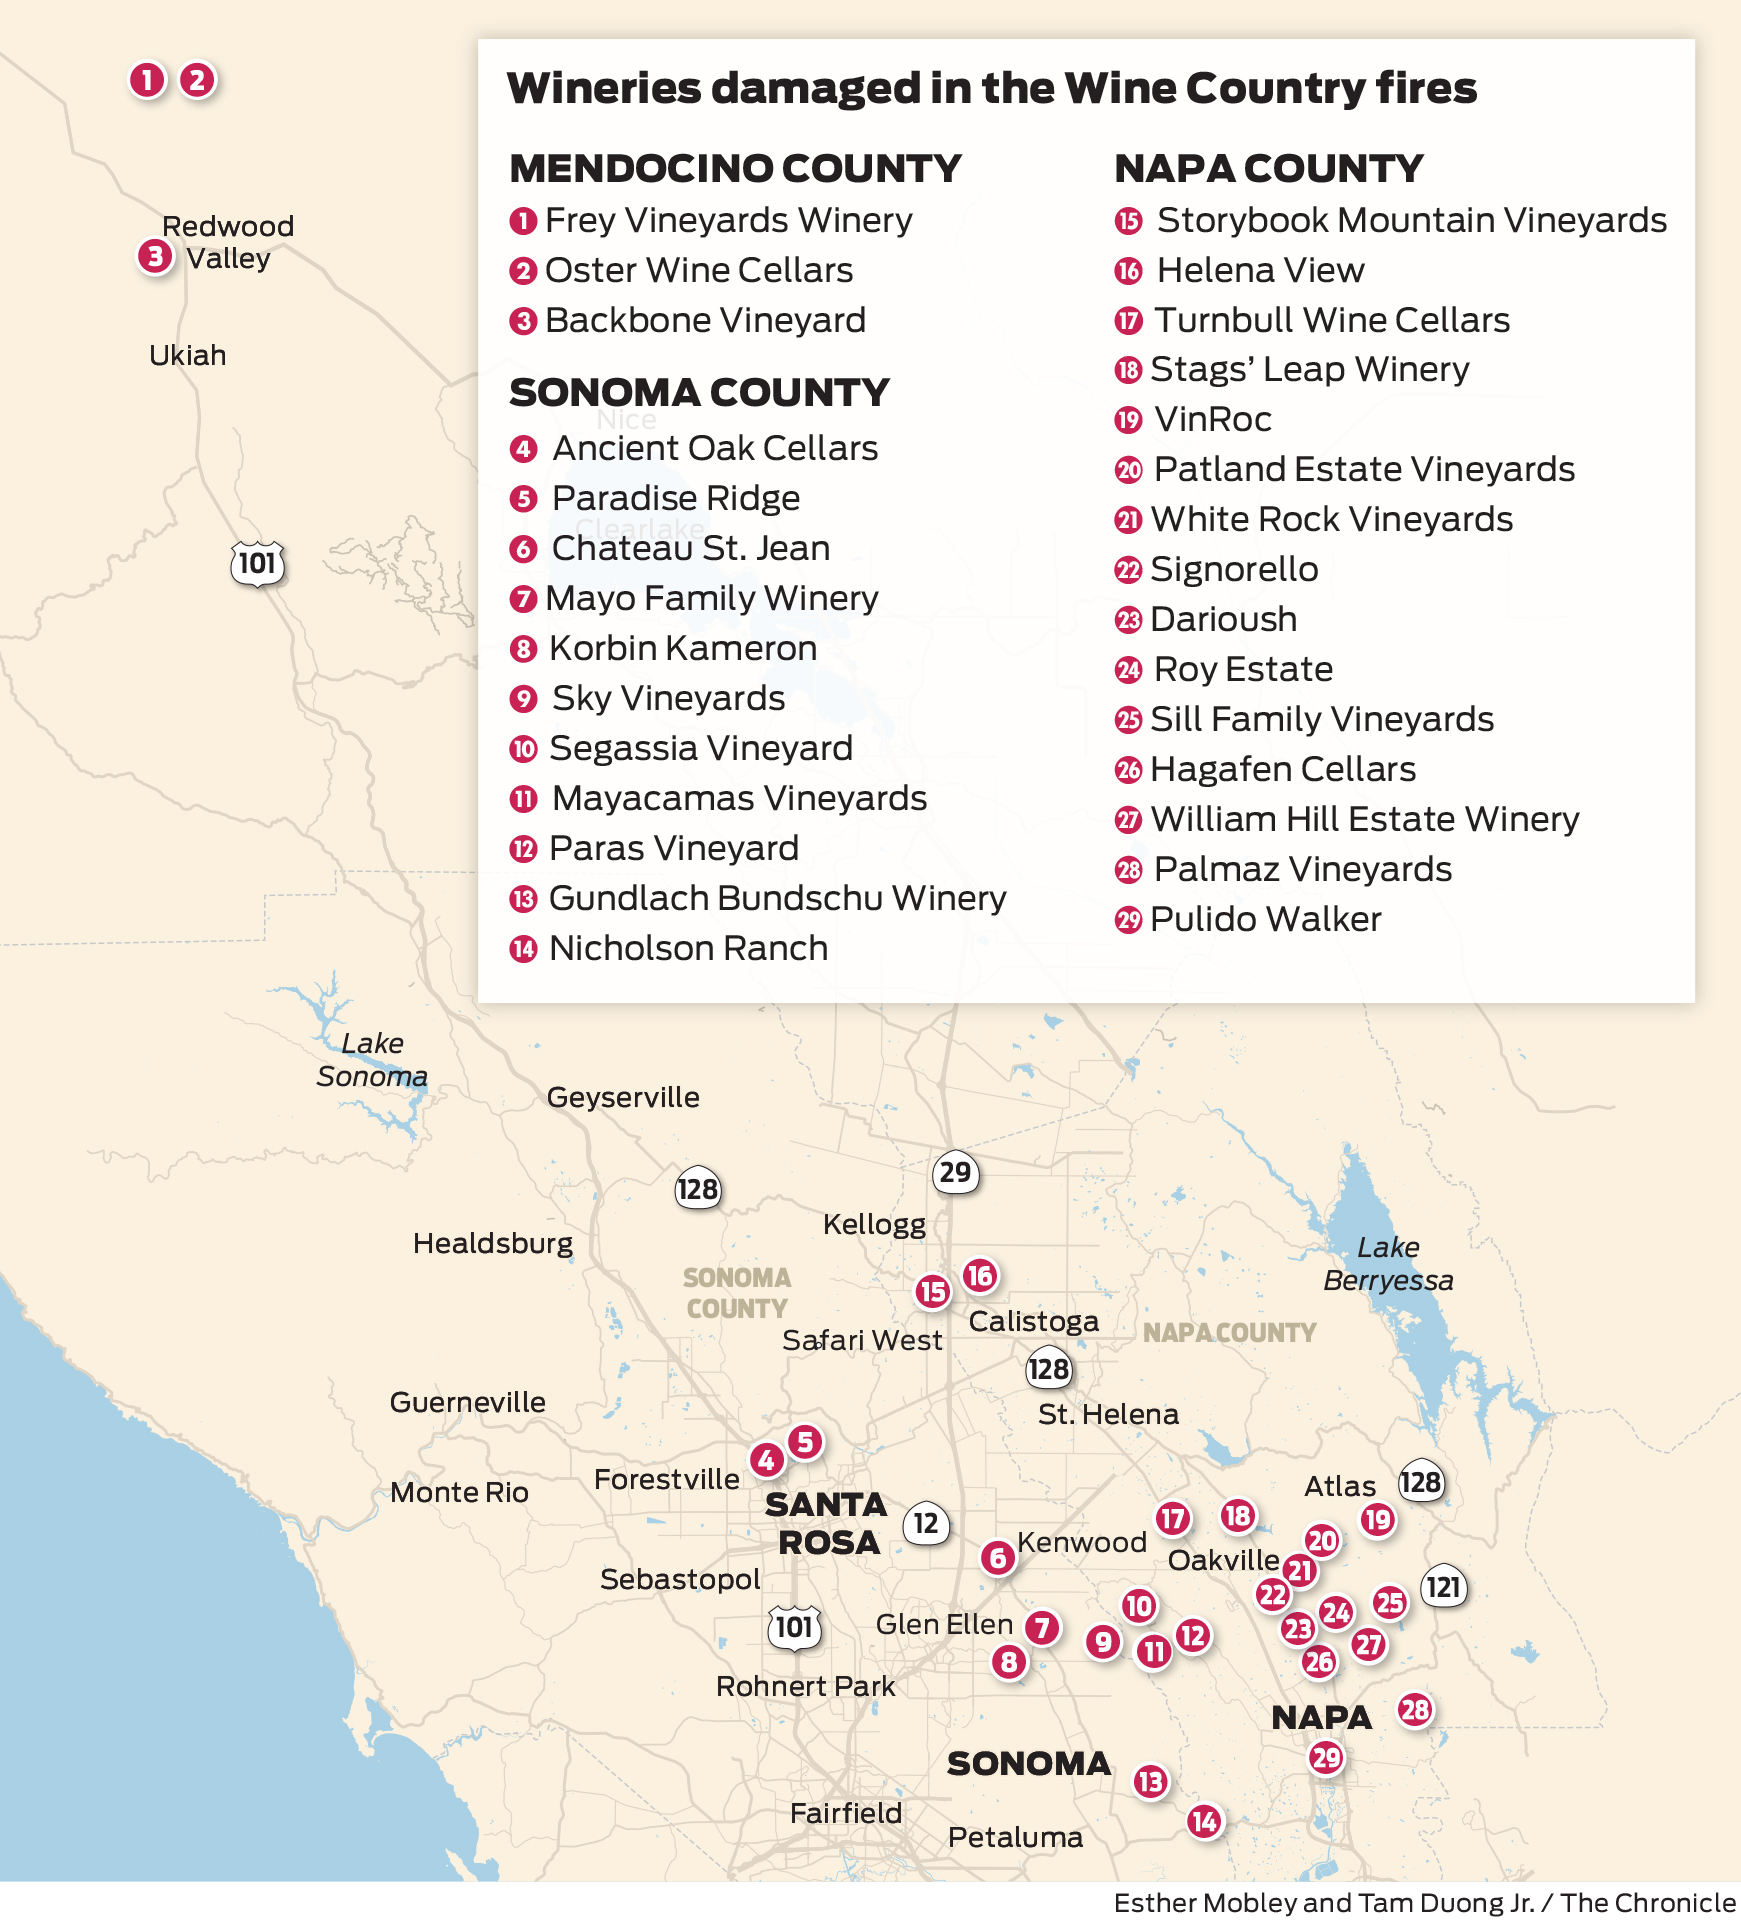 Wineries damaged in the Wine Country fires
MENDOCINO COUNTY
1 Frey Vineyards Winery
2 Oster Wine Cellars
3 Backbone Vineyard
SONOMA COUNTY
4 Ancient Oak Cellars
5 Paradise Ridge
6 Chateau St. Jean
7 Mayo Family Winery
8 Korbin Kameron
9 Sky Vineyards
10 Segassia Vineyard
11 Mayacamas Vineyards
12 Paras Vineyard
13 Gundlach Bundschu Winery
14 Nicholson Ranch
NAPA COUNTY
15 Storybook Mountain Vineyards
16 Helena View
17 Turnbull Wine Cellars
18 Stags’ Leap Winery
19 VinRoc
20 Patland Estate Vineyards
21 White Rock Vineyards
22 Signorello
23 Darioush
24 Roy Estate
25 Sill Family Vineyards
26 Hagafen Cellars
27 William Hill Estate Winery
28 Palmaz Vineyards
29 Pulido Walker
Nice
Clearlake
1 2
Redwood
3 Valley
Ukiah
101
Lake
Sonoma
Geyserville
128
29
Kellogg
Healdsburg
Lake
Berryessa
SONOMA
COUNTY
15
16
Calistoga
NAPA COUNTY
Safari West
128
Guerneville
St. Helena
4
5
Forestville
Monte Rio
SANTA
ROSA
12
Atlas
128
17
18
19
6
Kenwood
20
Oakville
21
Sebastopol
22
121
101
Glen Ellen
7
8
9
10
11
12
23
24
25
26
27
Rohnert Park
28
NAPA
29
SONOMA
13
14
Fairfield
Petaluma
Esther Mobley and Tam Duong Jr. / The Chronicle